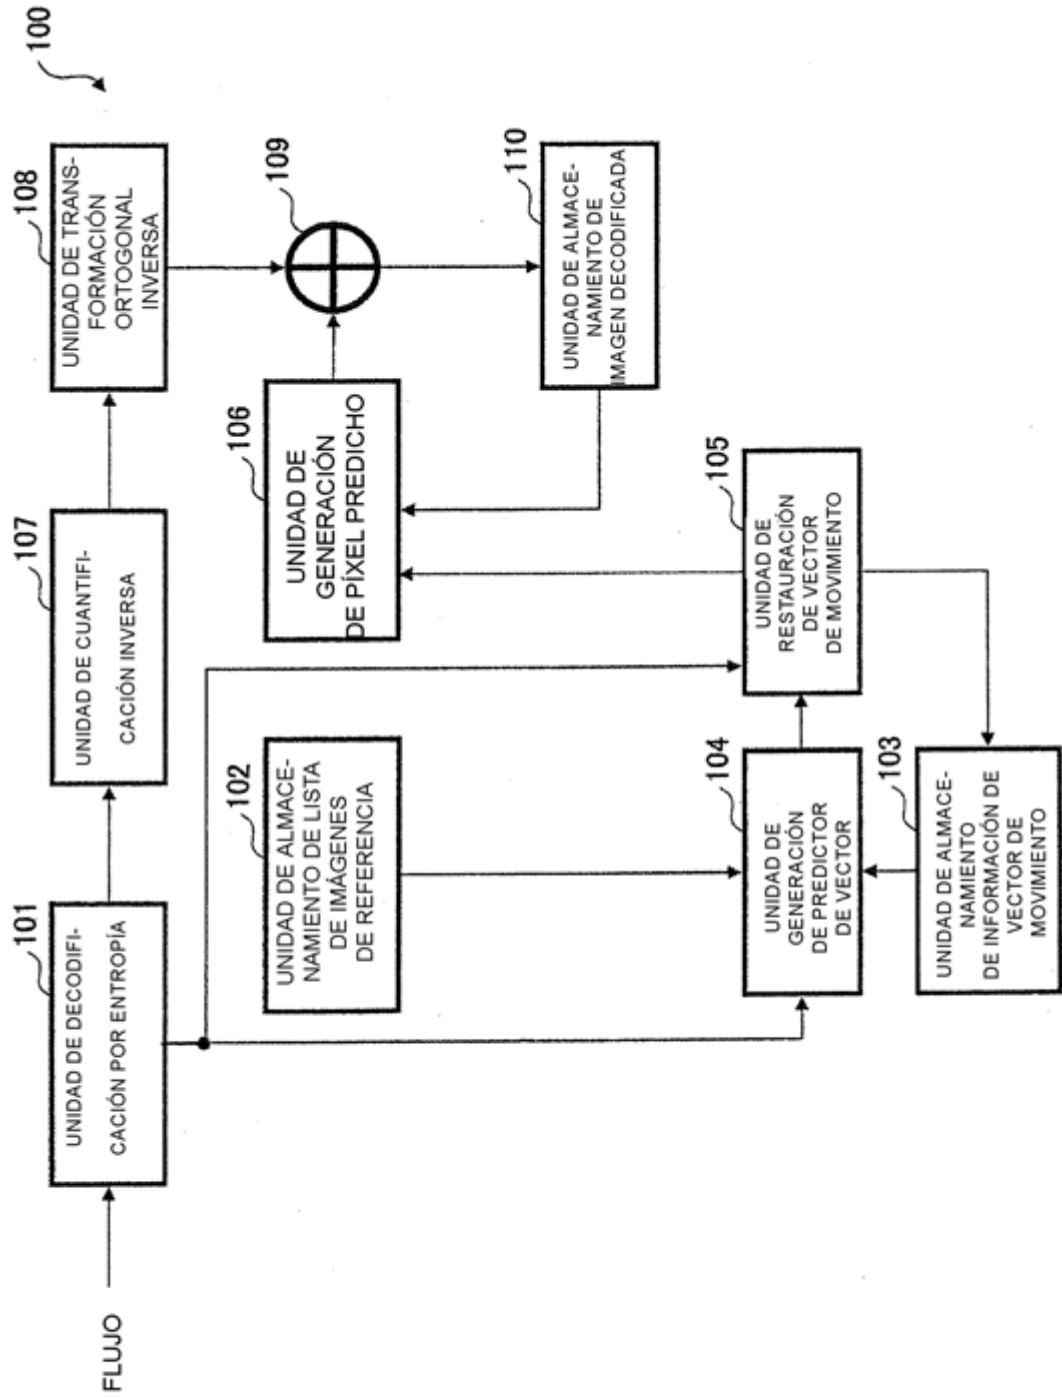 100
FLUJO
101
UNIDAD DE DECODIFI-
CACIÓN POR ENTROPÍA
107
UNIDAD DE CUANTIFI-
CACIÓN INVERSA
108
UNIDAD DE TRANS-
FORMACIÓN
ORTOGONAL
INVERSA
102
UNIDAD DE ALMACE-
NAMIENTO DE LISTA
DE IMÁGENES
DE REFERENCIA
106
UNIDAD DE
GENERACIÓN
DE PÍXEL PREDICHO
109
104
UNIDAD DE
GENERACIÓN
DE PREDICTOR
DE VECTOR
105
UNIDAD DE
RESTAURACIÓN
DE VECTOR
DE MOVIMIENTO
110
UNIDAD DE ALMACE-
NAMIENTO DE
IMAGEN DECODIFICADA
103
UNIDAD DE ALMACE-
NAMIENTO
DE INFORMACIÓN DE
VECTOR DE
MOVIMIENTO